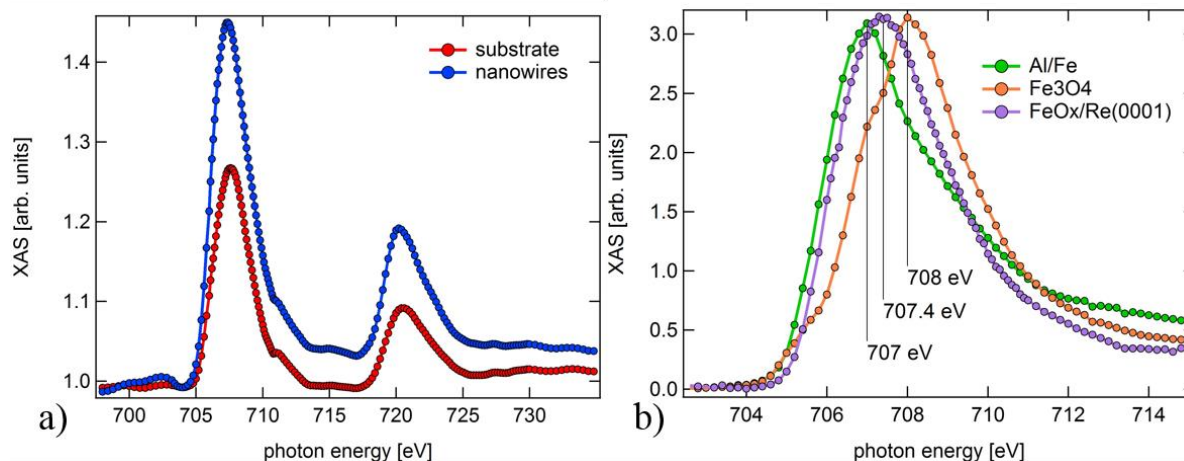 1.4
1.3
1.2
1.1
1.0
XAS [arb. units]
substrate
nanowires
700
705
710
715
720
725
730
photon energy [eV]
a)
3.0
2.5
2.0
1.5
1.0
0.5
0.0
XAS [arb. units]
Al/Fe
Fe3O4
FeOx/Re(0001)
708 eV
707.4 eV
707 eV
704
706
708
710
712
714
photon energy [eV]
b)